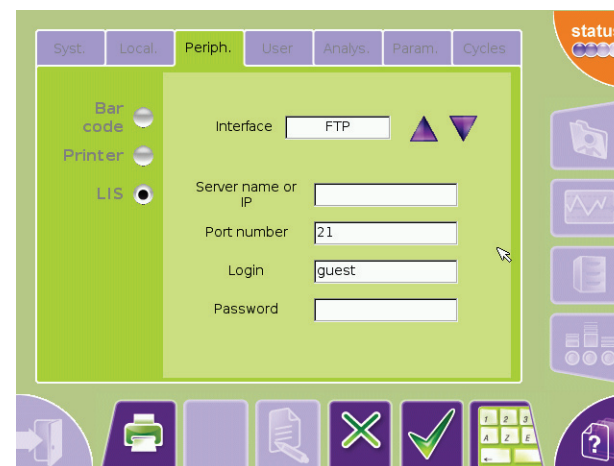 Syst. Local. Periph. User Analys. Param. Cycles
status
Bar
code
Printer
LIS
Interface FTP
Server name or
IP
Port number 21
Login guest
Password
1 2 3
A Z E
?